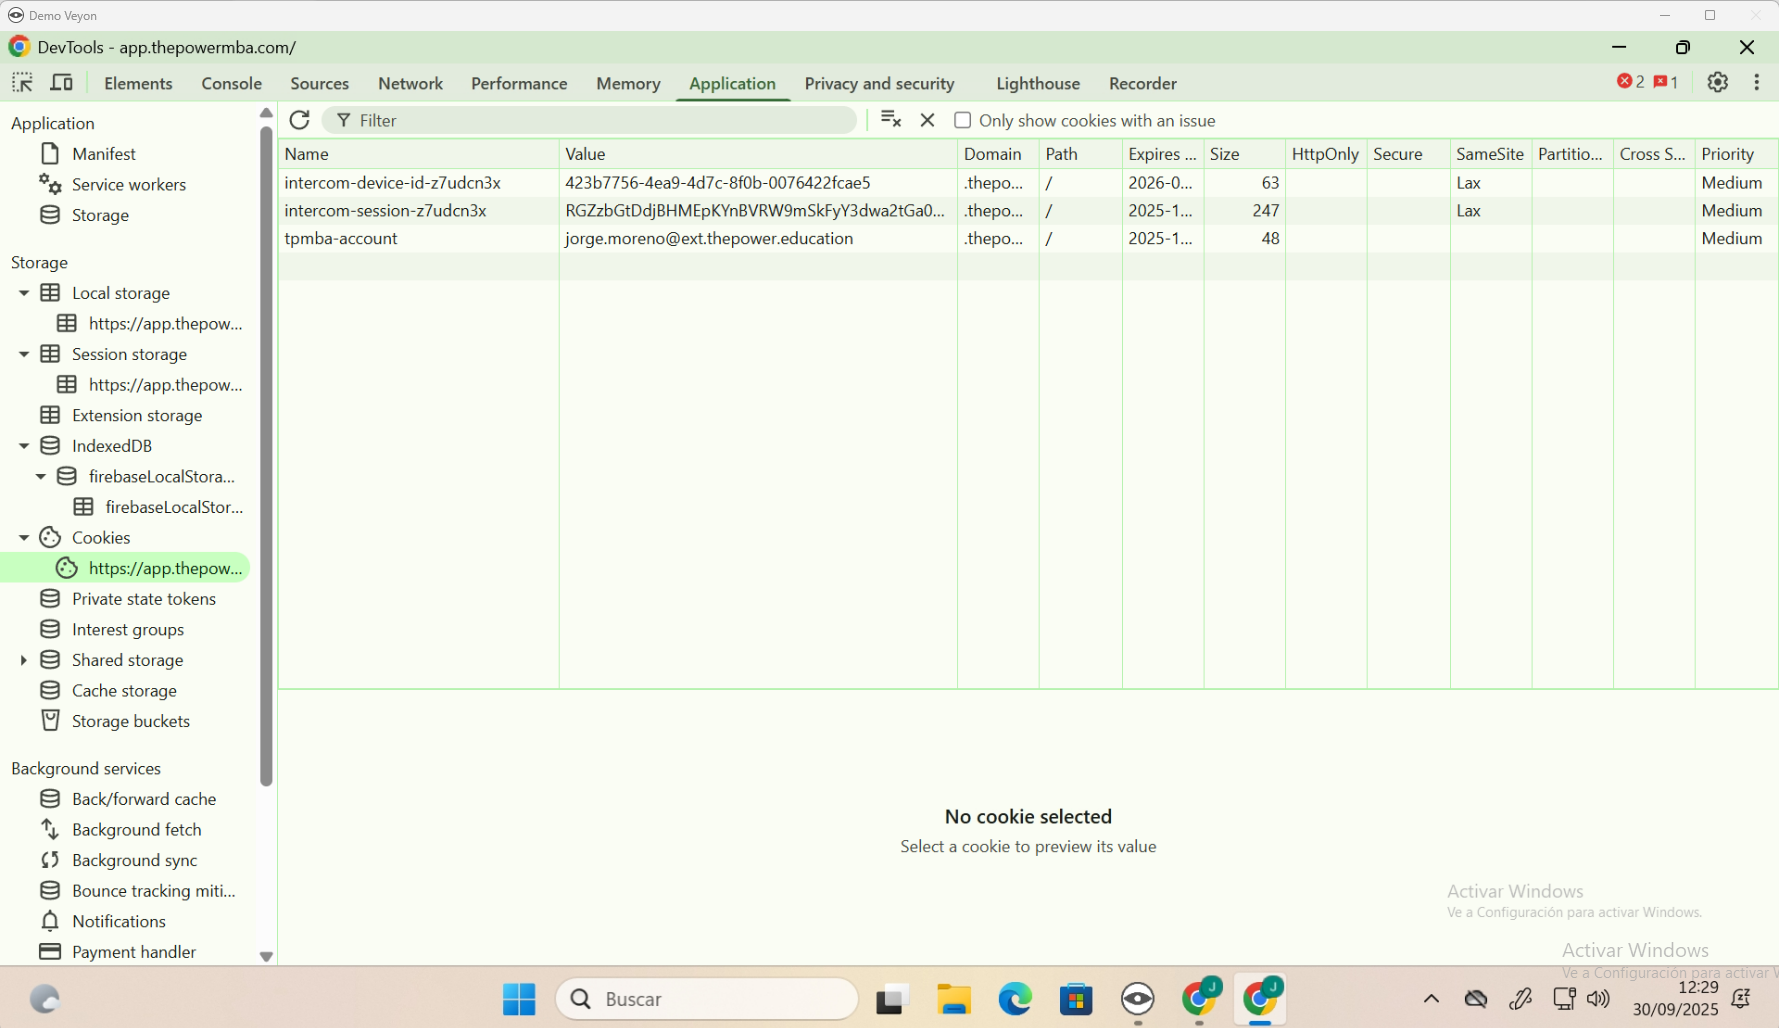 Demo Veyon
DevTools - app.thepowermba.com/
Elements Console Sources Network Performance Memory Application Privacy and security Lighthouse Recorder 2 1
Application
Manifest
Service workers
Storage
Storage
Local storage
https://app.thepow...
Session storage
https://app.thepow...
Extension storage
IndexedDB
firebaseLocalStora...
firebaseLocalStor...
Cookies
https://app.thepow...
Private state tokens
Interest groups
Shared storage
Cache storage
Storage buckets
Background services
Back/forward cache
Background fetch
Background sync
Bounce tracking miti...
Notifications
Payment handler
Filter Only show cookies with an issue
Name Value Domain Path Expires ... Size HttpOnly Secure SameSite Partitio... Cross S... Priority
intercom-device-id-z7udcn3x 423b7756-4ea9-4d7c-8f0b-0076422fcae5 .thepo... / 2026-0... 63 Lax Medium
intercom-session-z7udcn3x RGZzbGtDdjBHMEpKYnBVRW9mSkFyY3dwa2tGa0... .thepo... / 2025-1... 247 Lax Medium
tpmba-account jorge.moreno@ext.thepower.education .thepo... / 2025-1... 48 Medium
No cookie selected
Select a cookie to preview its value
Activar Windows
Ve a Configuración para activar Windows.
Activar Windows
Ve a Configuración para activar
Buscar
J
J
12:29
30/09/2025